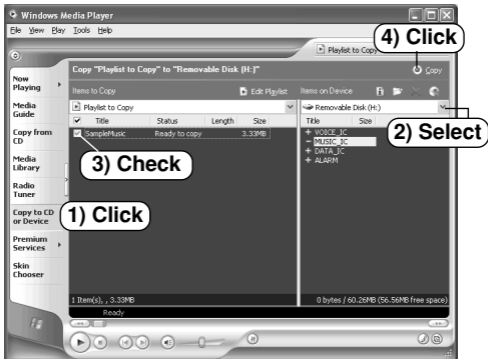 Windows Media Player
File View Play Tools Help
4) Click
Playlist to Copy
Copy "Playlist to Copy" to "Removable Disk (H:)"
Copy
Now Playing
Items to Copy
Edit Playlist
Items on Device
Media Guide
Playlist to Copy
Removable Disk (H:)
Title Status Length Size
Title Size
2) Select
Copy from CD
SampleMusic Ready to copy 3.33MB
+ VOICE_IC
- MUSIC_IC
+ DATA_IC
+ ALARM
3) Check
Media Library
Radio Tuner
Copy to CD or Device
1) Click
Premium Services
Skin Chooser
1 Item(s), , 3.33MB
0 bytes / 60.26MB (56.56MB free space)
Ready